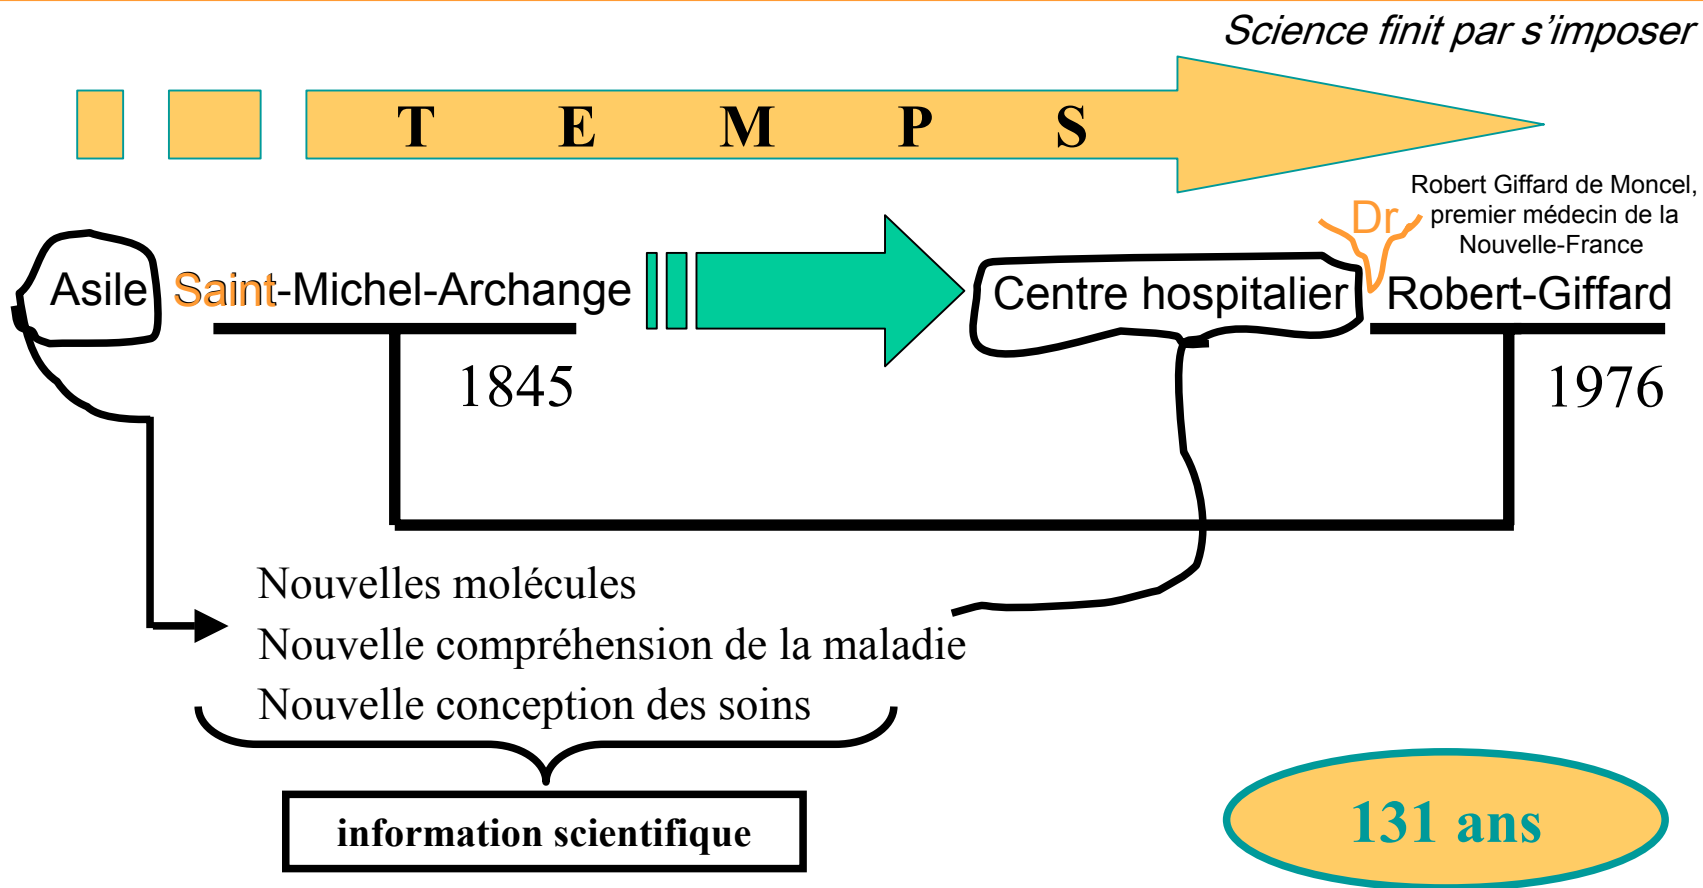 Science finit par s’imposer
T E M P S
Robert Giffard de Moncel,
premier médecin de la
Nouvelle-France
Dr
Asile Saint-Michel-Archange Centre hospitalier Robert-Giffard
1845 1976
Nouvelles molécules
Nouvelle compréhension de la maladie
Nouvelle conception des soins
information scientifique
131 ans